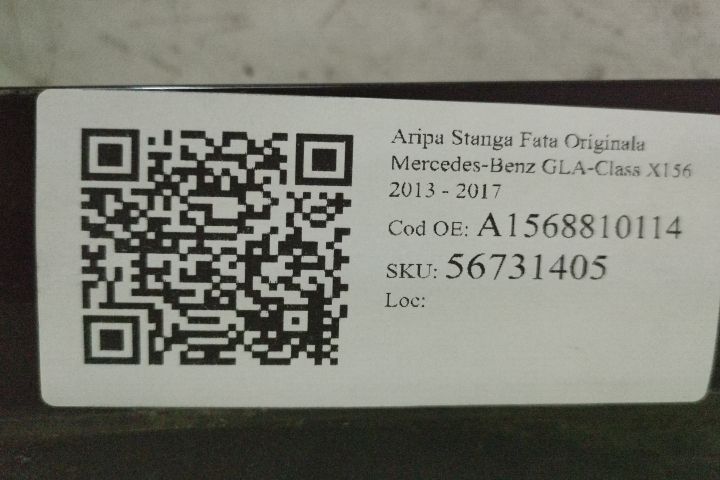 Aripa Stanga Fata Originala
Mercedes-Benz GLA-Class X156
2013 - 2017
Cod OE: A1568810114
SKU: 56731405
Loc: